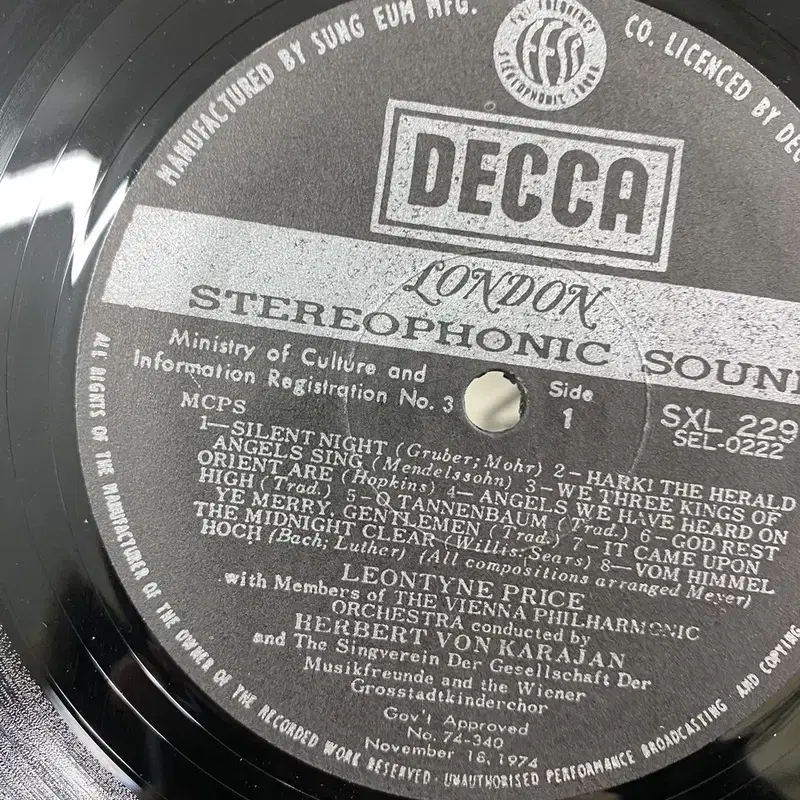 MANUFACTURED BY SUNG EUM MFG. CO. LICENCED BY
FULL FREQUENCY
FFSS
STEREOPHONIC SOUND
DECCA
LONDON
STEREOPHONIC SOUND
Ministry of Culture and
Information Registration No. 3
Side
1
MCPS
SXL 229
SEL-0222
1—SILENT NIGHT (Gruber; Mohr) 2—HARK! THE HERALD
ANGELS SING (Mendelssohn) 3—WE THREE KINGS OF
ORIENT ARE (Hopkins) 4— ANGELS WE HAVE HEARD ON
HIGH (Trad.) 5—O TANNENBAUM (Trad.) 6—GOD REST
YE MERRY, GENTLEMEN (Trad.) 7—IT CAME UPON
THE MIDNIGHT CLEAR (Willis; Sears) 8—VOM HIMMEL
HOCH (Bach; Luther) (All compositions arranged Meyer)
LEONTYNE PRICE
with Members of THE VIENNA PHILHARMONIC
ORCHESTRA conducted by
HERBERT VON KARAJAN
and The Singverein Der Gesellschaft Der
Musikfreunde and the Wiener
Grosstadtkinderchor
Gov't Approved
No. 74-340
November 18, 1974
ALL RIGHTS OF THE MANUFACTURER OF THE OWNER OF THE RECORDED WORK RESERVED · UNAUTHORISED PERFORMANCE BROADCASTING AND COPYING